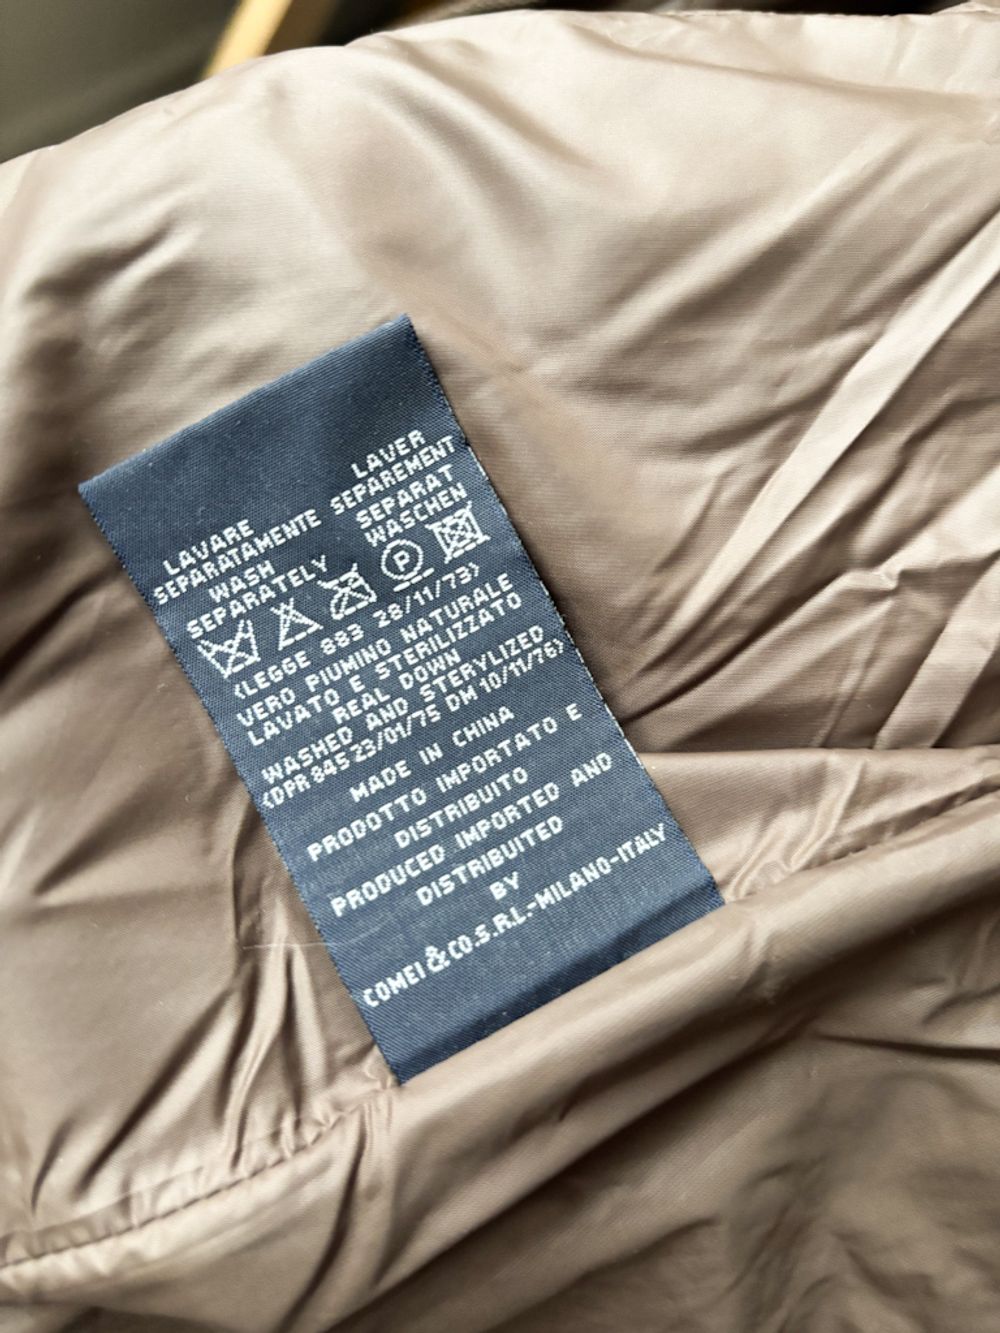 LAVARE
SEPARATAMENTE
WASH
SEPARATELY
LAVER
SEPAREMENT
SEPARAT
WASCHEN
P
(LEGGE 883 28/11/73)
VERO PIUMINO NATURALE
LAVATO E STERILIZZATO
REAL DOWN
WASHED AND STERYLIZED
(DPR 845 23/01/75 DM 10/11/76)
MADE IN CHINA
PRODOTTO IMPORTATO E
DISTRIBUITO
PRODUCED IMPORTED AND
DISTRIBUITED
BY
COMEI & CO.S.R.L.-MILANO-ITALY